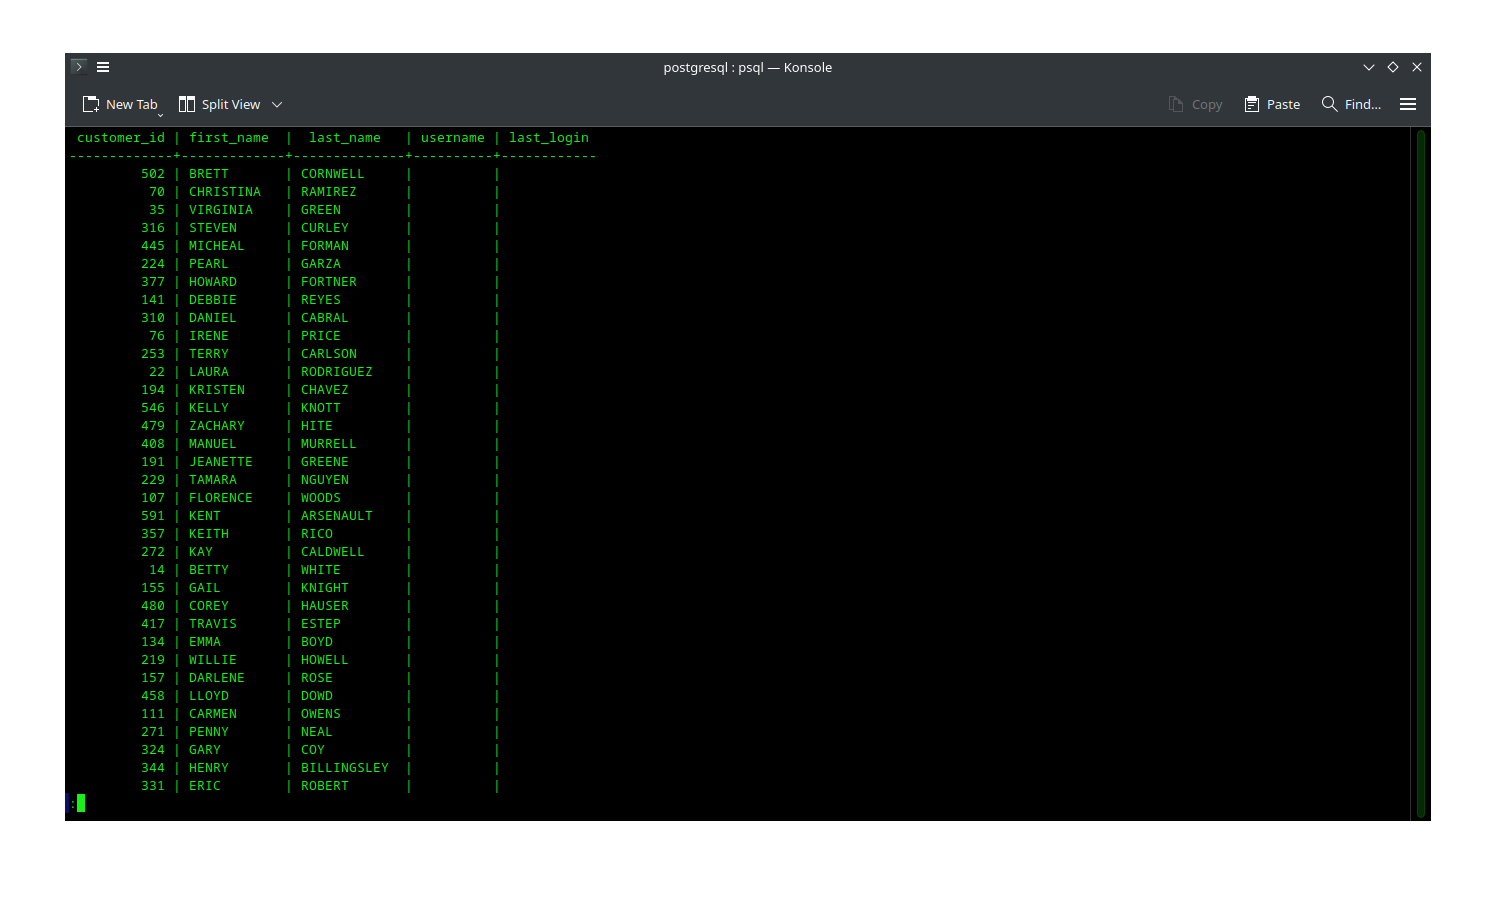 postgresql : psql — Konsole
New Tab Split View Copy Paste Find...
 customer_id | first_name  |  last_name   | username | last_login
-------------+-------------+--------------+----------+------------
         502 | BRETT       | CORNWELL     |          |
          70 | CHRISTINA   | RAMIREZ      |          |
          35 | VIRGINIA    | GREEN        |          |
         316 | STEVEN      | CURLEY       |          |
         445 | MICHEAL     | FORMAN       |          |
         224 | PEARL       | GARZA        |          |
         377 | HOWARD      | FORTNER      |          |
         141 | DEBBIE      | REYES        |          |
         310 | DANIEL      | CABRAL       |          |
          76 | IRENE       | PRICE        |          |
         253 | TERRY       | CARLSON      |          |
          22 | LAURA       | RODRIGUEZ    |          |
         194 | KRISTEN     | CHAVEZ       |          |
         546 | KELLY       | KNOTT        |          |
         479 | ZACHARY     | HITE         |          |
         408 | MANUEL      | MURRELL      |          |
         191 | JEANETTE    | GREENE       |          |
         229 | TAMARA      | NGUYEN       |          |
         107 | FLORENCE    | WOODS        |          |
         591 | KENT        | ARSENAULT    |          |
         357 | KEITH       | RICO         |          |
         272 | KAY         | CALDWELL     |          |
          14 | BETTY       | WHITE        |          |
         155 | GAIL        | KNIGHT       |          |
         480 | COREY       | HAUSER       |          |
         417 | TRAVIS      | ESTEP        |          |
         134 | EMMA        | BOYD         |          |
         219 | WILLIE      | HOWELL       |          |
         157 | DARLENE     | ROSE         |          |
         458 | LLOYD       | DOWD         |          |
         111 | CARMEN      | OWENS        |          |
         271 | PENNY       | NEAL         |          |
         324 | GARY        | COY          |          |
         344 | HENRY       | BILLINGSLEY  |          |
         331 | ERIC        | ROBERT       |          |
: